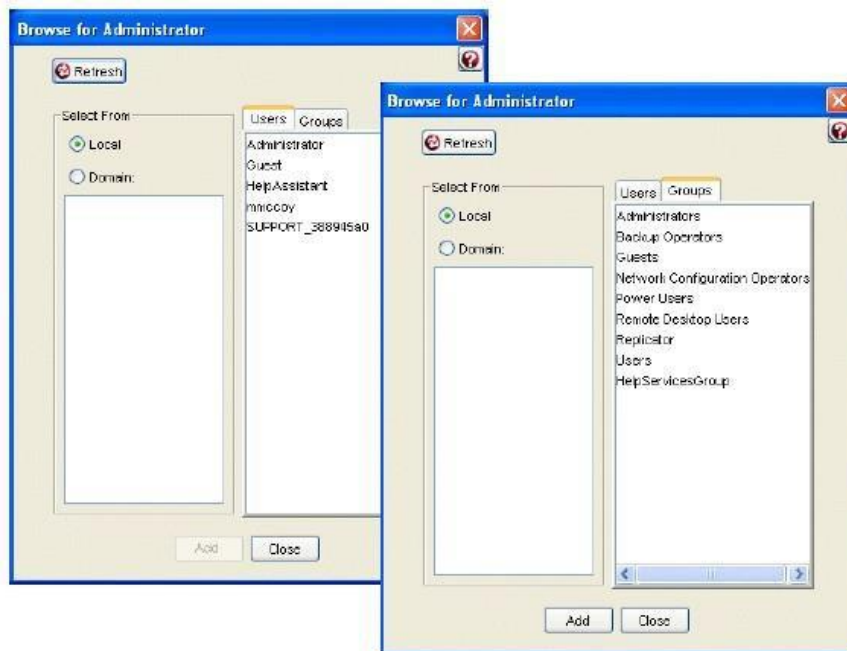 Browse for Administrator
Refresh
Select From
Local
Domain:
Users
Groups
Administrator
Guest
HelpAssistant
mmccoy
SUPPORT_388945a0
Add
Close
Browse for Administrator
Refresh
Select From
Local
Domain:
Users
Groups
Administrators
Backup Operators
Guests
Network Configuration Operators
Power Users
Remote Desktop Users
Replicator
Users
HelpServicesGroup
Add
Close